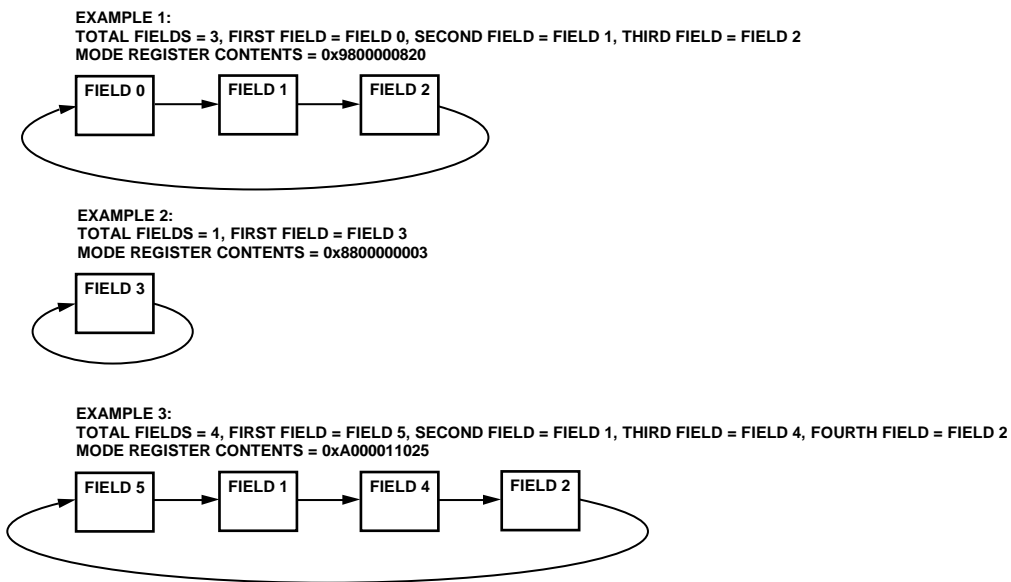 EXAMPLE 1:
TOTAL FIELDS = 3, FIRST FIELD = FIELD 0, SECOND FIELD = FIELD 1, THIRD FIELD = FIELD 2
MODE REGISTER CONTENTS = 0x9800000820
FIELD 0
FIELD 1
FIELD 2
EXAMPLE 2:
TOTAL FIELDS = 1, FIRST FIELD = FIELD 3
MODE REGISTER CONTENTS = 0x8800000003
FIELD 3
EXAMPLE 3:
TOTAL FIELDS = 4, FIRST FIELD = FIELD 5, SECOND FIELD = FIELD 1, THIRD FIELD = FIELD 4, FOURTH FIELD = FIELD 2
MODE REGISTER CONTENTS = 0xA000011025
FIELD 5
FIELD 1
FIELD 4
FIELD 2